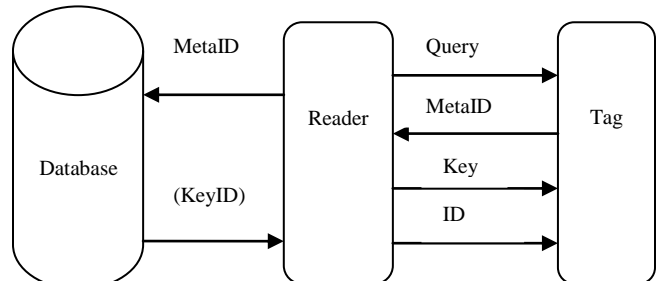 MetaID
Query
MetaID
Reader
Tag
Database
Key
(KeyID)
ID